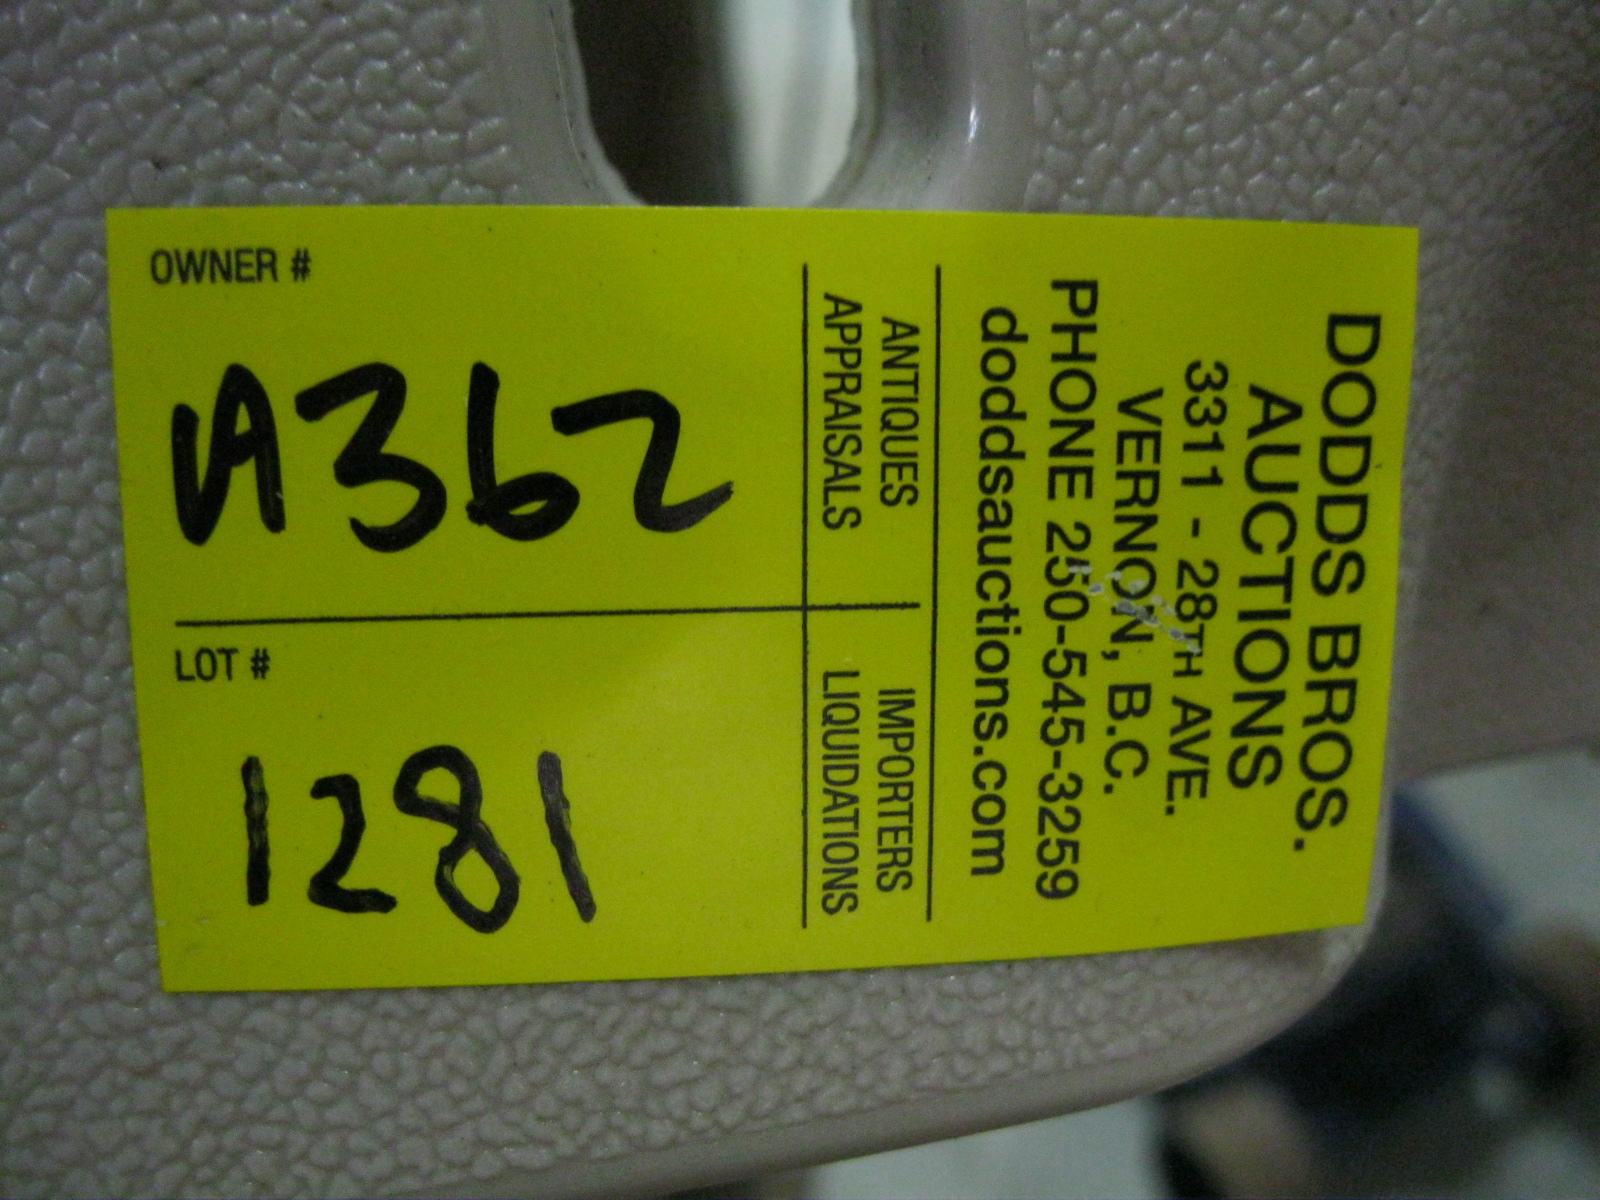 DODDS BROS.
AUCTIONS
3311 - 28TH AVE.
VERNON, B.C.
PHONE 250-545-3259
doddsauctions.com
ANTIQUES
APPRAISALS
IMPORTERS
LIQUIDATIONS
OWNER #
A362
LOT #
1281